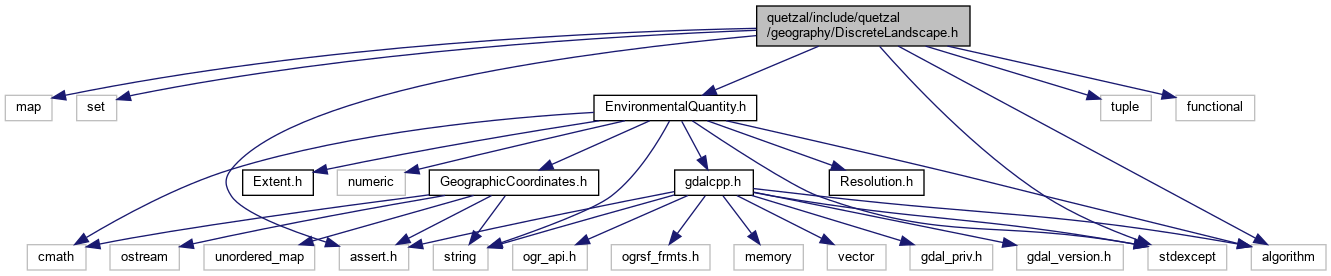 quetzal/include/quetzal
/geography/DiscreteLandscape.h
map
set
EnvironmentalQuantity.h
tuple
functional
Extent.h
numeric
GeographicCoordinates.h
gdalcpp.h
Resolution.h
cmath
ostream
unordered_map
assert.h
string
ogr_api.h
ogrsf_frmts.h
memory
vector
gdal_priv.h
gdal_version.h
stdexcept
algorithm